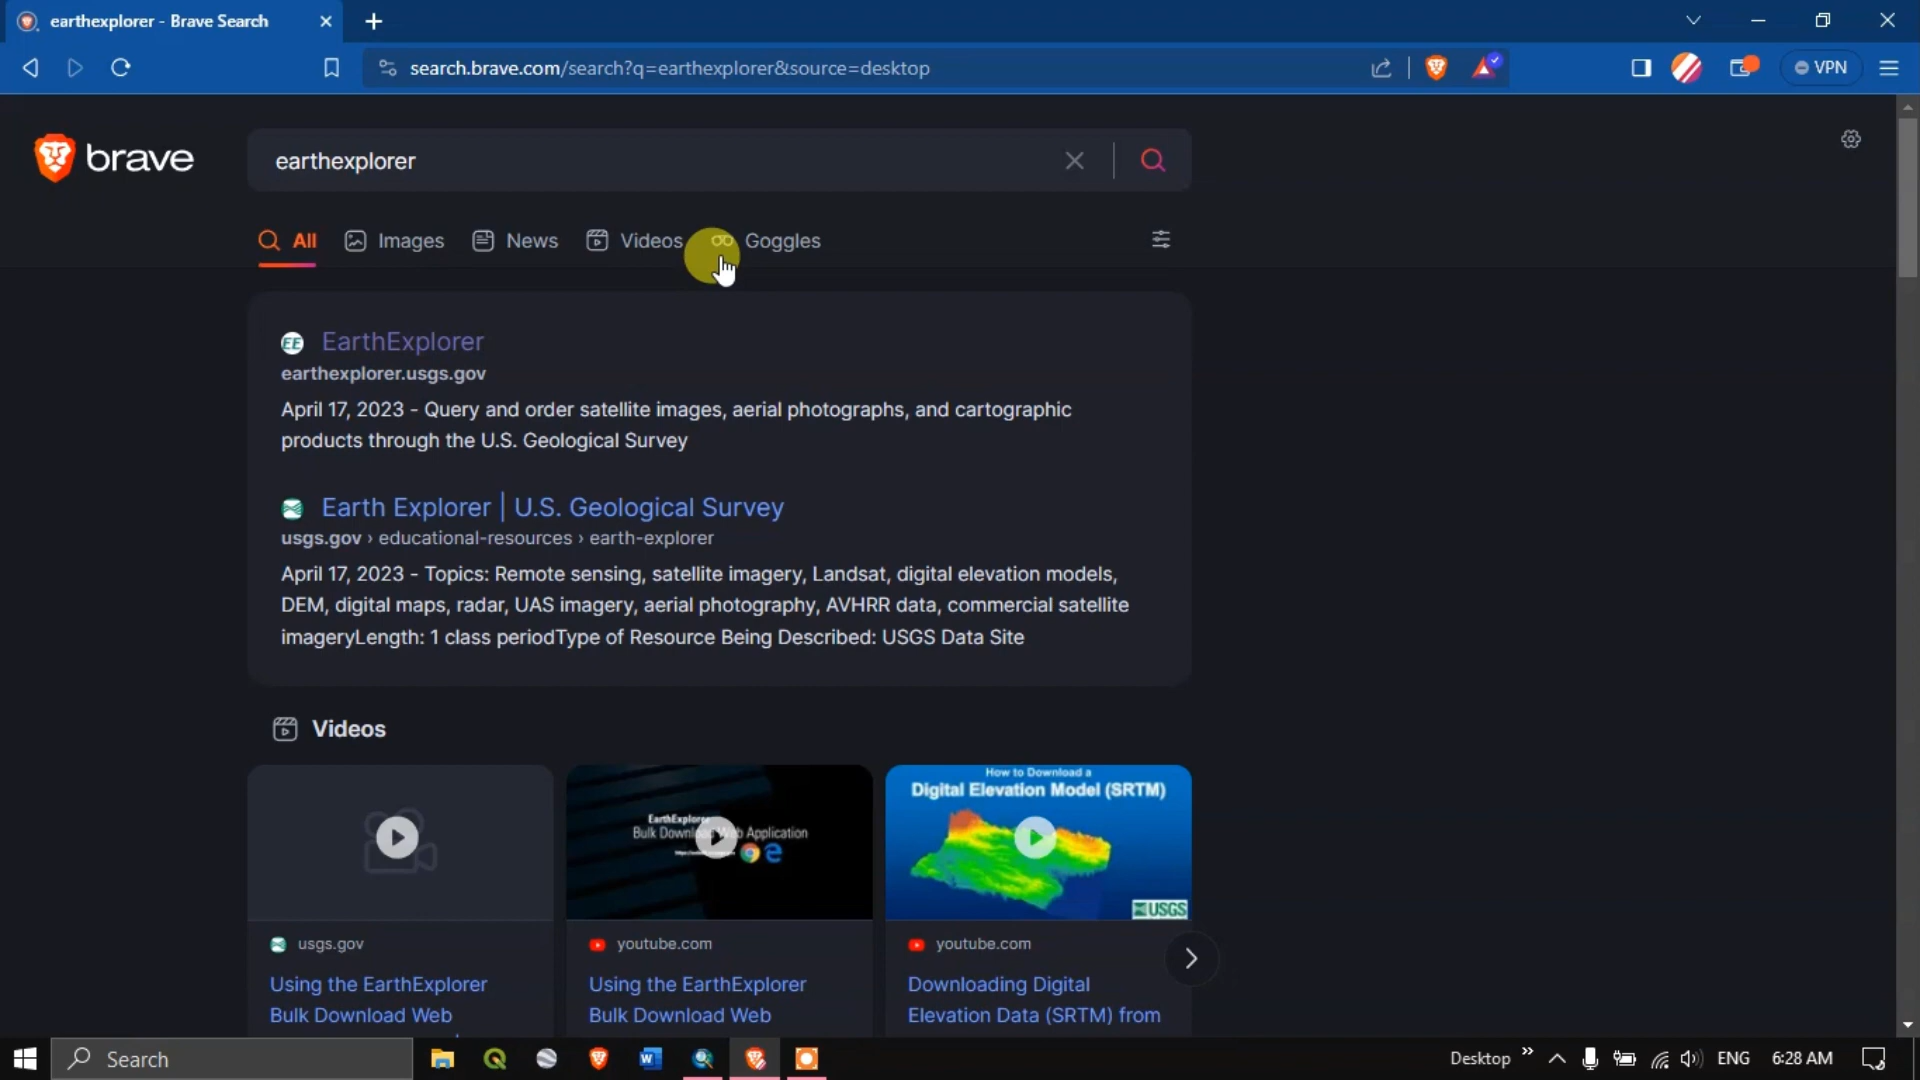 earthexplorer - Brave Search
search.brave.com/search?q=earthexplorer&source=desktop
VPN
brave
earthexplorer
All
Images
News
Videos
Goggles
EE EarthExplorer
earthexplorer.usgs.gov
April 17, 2023 - Query and order satellite images, aerial photographs, and cartographic
products through the U.S. Geological Survey
Earth Explorer | U.S. Geological Survey
usgs.gov › educational-resources › earth-explorer
April 17, 2023 - Topics: Remote sensing, satellite imagery, Landsat, digital elevation models,
DEM, digital maps, radar, UAS imagery, aerial photography, AVHRR data, commercial satellite
imageryLength: 1 class periodType of Resource Being Described: USGS Data Site
Videos
EarthExplorer
Bulk Download Web Application
How to Download a
Digital Elevation Model (SRTM)
USGS
usgs.gov
Using the EarthExplorer
Bulk Download Web
youtube.com
Using the EarthExplorer
Bulk Download Web
youtube.com
Downloading Digital
Elevation Data (SRTM) from
Search
Desktop
ENG
6:28 AM